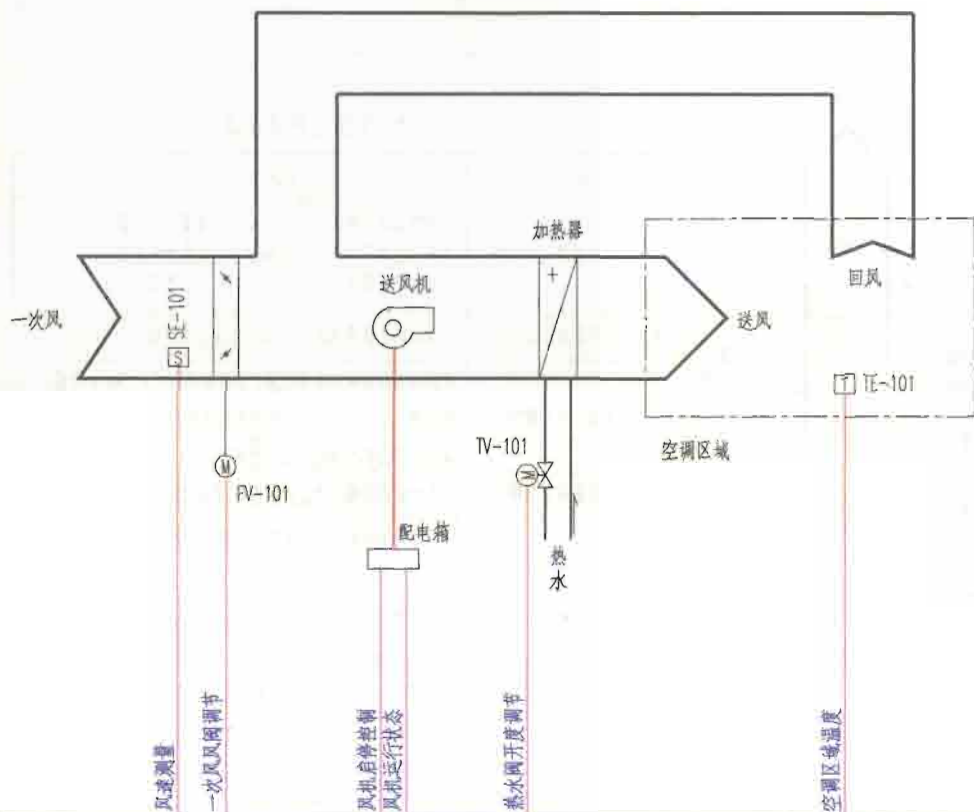 加热器
送风机
回风
一次风
SE-101
S
送风
T
TE-101
空调区域
TV-101
M
M
FV-101
配电箱
热水
风速测量
一次风风阀调节
风机启停控制
风机运行状态
热水阀开度调节
空调区域温度